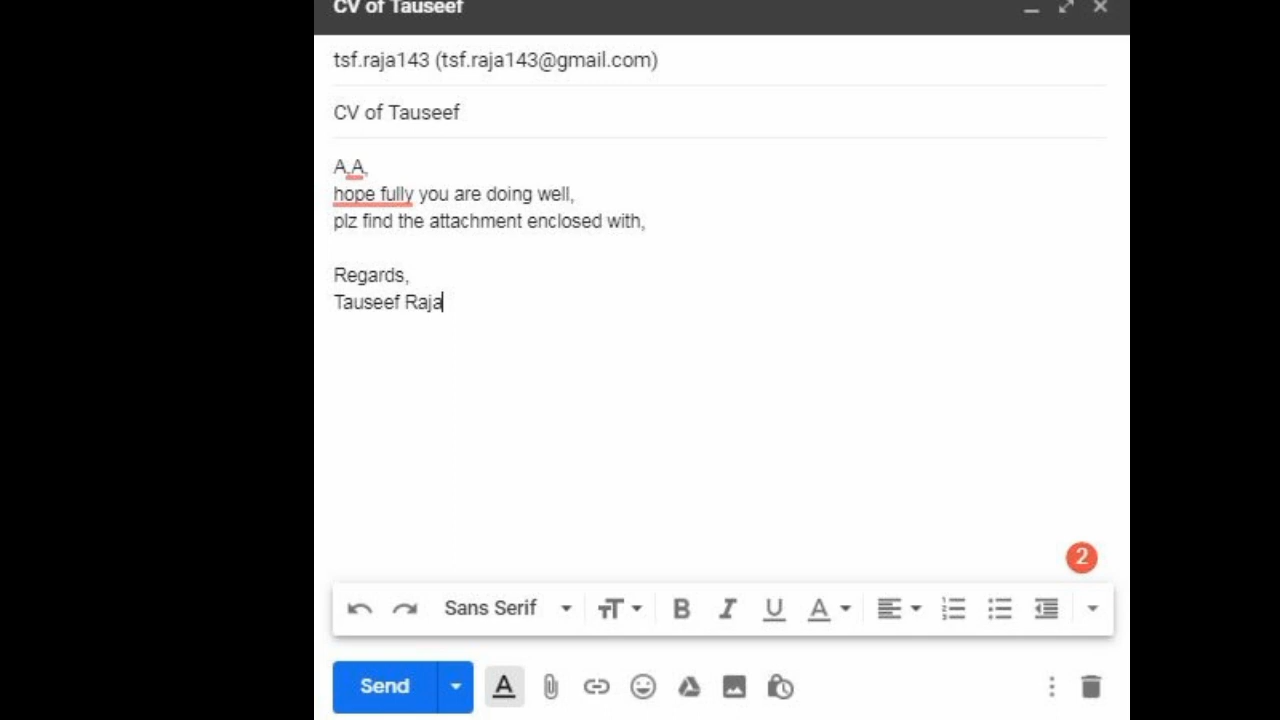 CV of Tauseef
tsf.raja143 (tsf.raja143@gmail.com)
CV of Tauseef
A.A,
hope fully you are doing well,
plz find the attachment enclosed with,
Regards,
Tauseef Raja
2
Sans Serif
Send